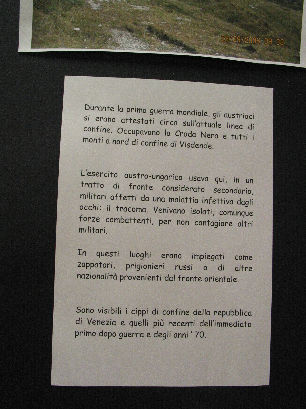 Durante la prima guerra mondiale, gli austriaci
si erano attestati circa sull'attuale linea di
confine. Occupavano la Croda Nera e tutti i
monti a nord di confine di Visdende.
L'esercito austro-ungarico usava qui, in un
tratto di fronte considerato secondario,
militari affetti da una malattia infettiva degli
occhi: il tracoma. Venivano isolati, comunque
forze combattenti, per non contagiare altri
militari.
In questi luoghi erano impiegati come
zappatori, prigionieri russi o di altre
nazionalità provenienti dal fronte orientale.
Sono visibili i cippi di confine della repubblica
di Venezia e quelli più recenti dell'immediato
primo dopo guerra e degli anni '70.